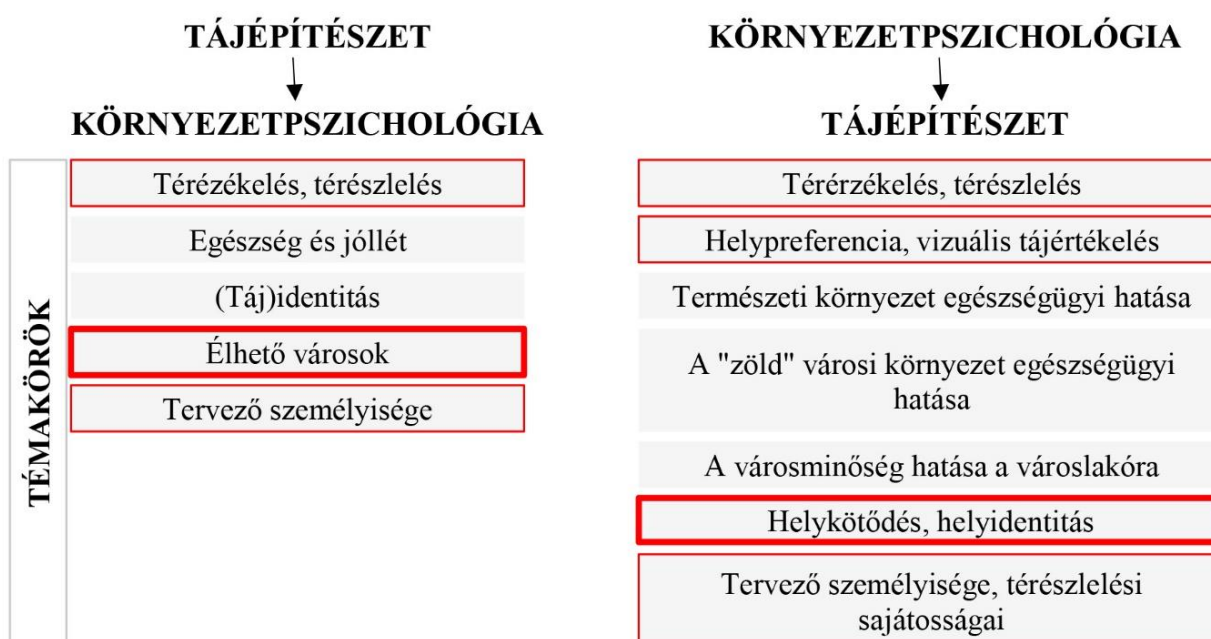 TÁJÉPÍTÉSZET
KÖRNYEZETPSZICHOLÓGIA
TÉMAKÖRÖK
Térézékelés, térészlelés
Egészség és jóllét
(Táj)identitás
Élhető városok
Tervező személyisége
KÖRNYEZETPSZICHOLÓGIA
TÁJÉPÍTÉSZET
Térérzékelés, térészlelés
Helypreferencia, vizuális tájértékelés
Természeti környezet egészségügyi hatása
A "zöld" városi környezet egészségügyi
hatása
A városminőség hatása a városlakóra
Helykötődés, helyidentitás
Tervező személyisége, térészlelési
sajátosságai